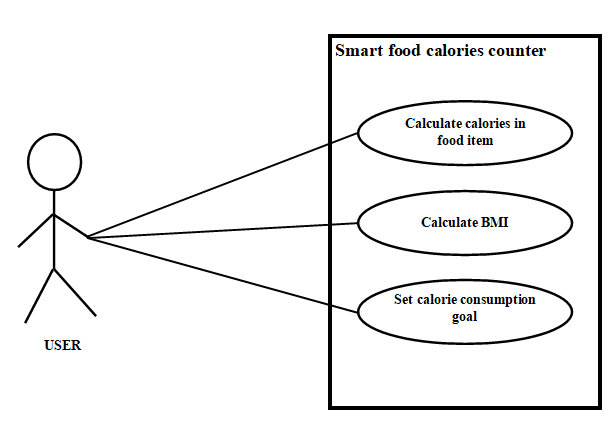 Smart food calories counter
Calculate calories in
food item
Calculate BMI
Set calorie consumption
goal
USER